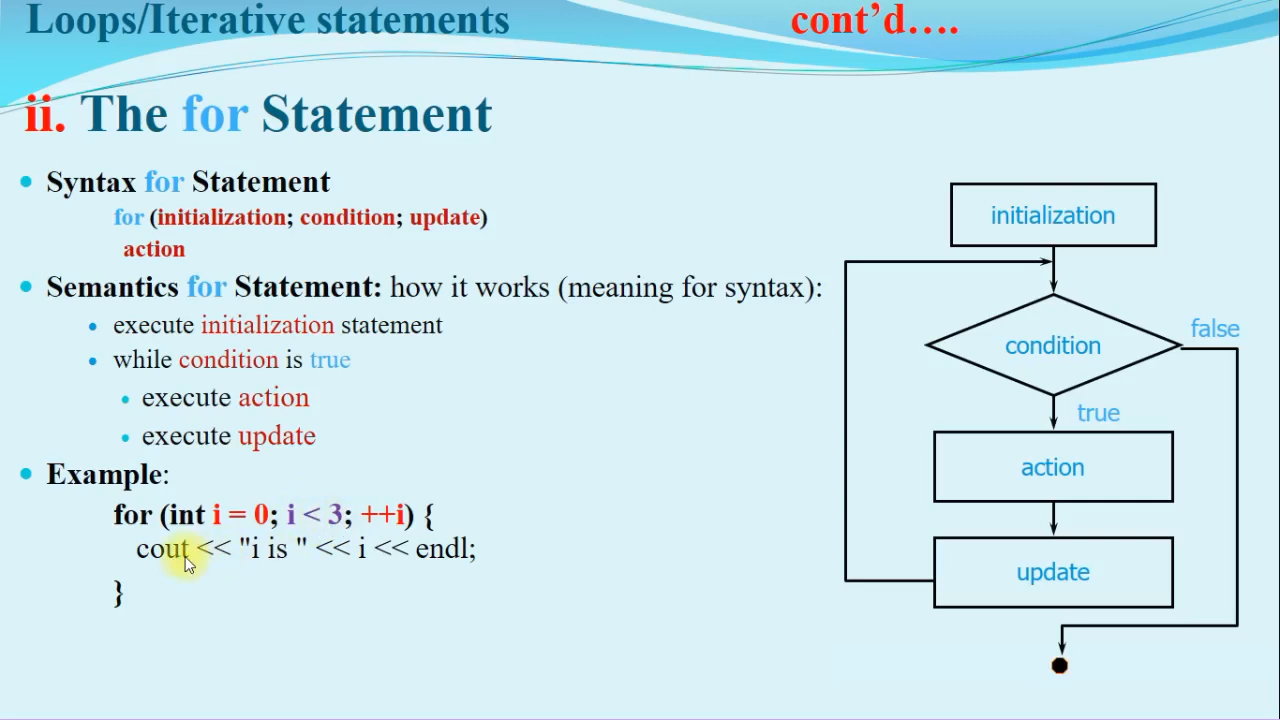 Loops/Iterative statements cont’d….
ii. The for Statement
Syntax for Statement
for (initialization; condition; update)
action
Semantics for Statement: how it works (meaning for syntax):
execute initialization statement
while condition is true
execute action
execute update
Example:
for (int i = 0; i < 3; ++i) {
cout << "i is " << i << endl;
}
initialization
condition
false
true
action
update